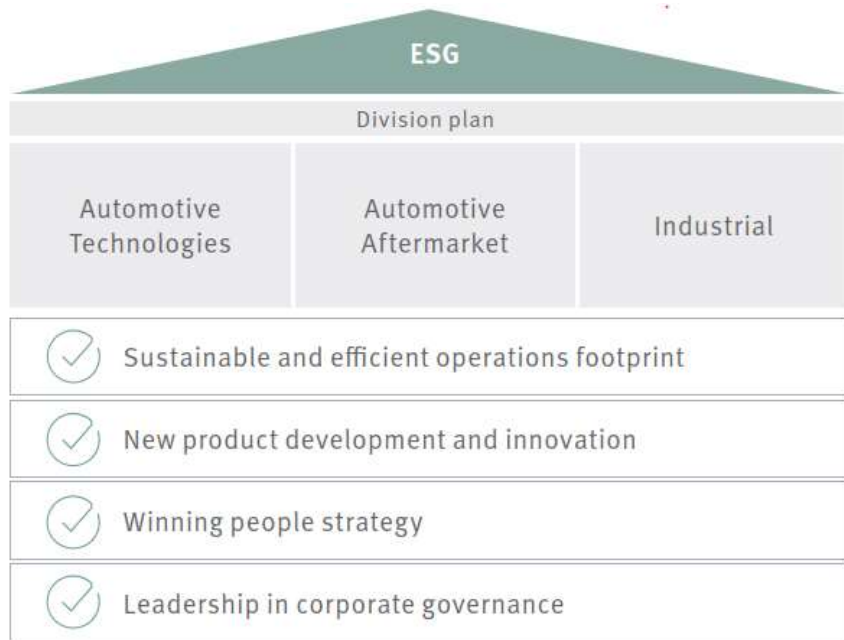 ESG
Division plan
Automotive
Technologies
Automotive
Aftermarket
Industrial
Sustainable and efficient operations footprint
New product development and innovation
Winning people strategy
Leadership in corporate governance